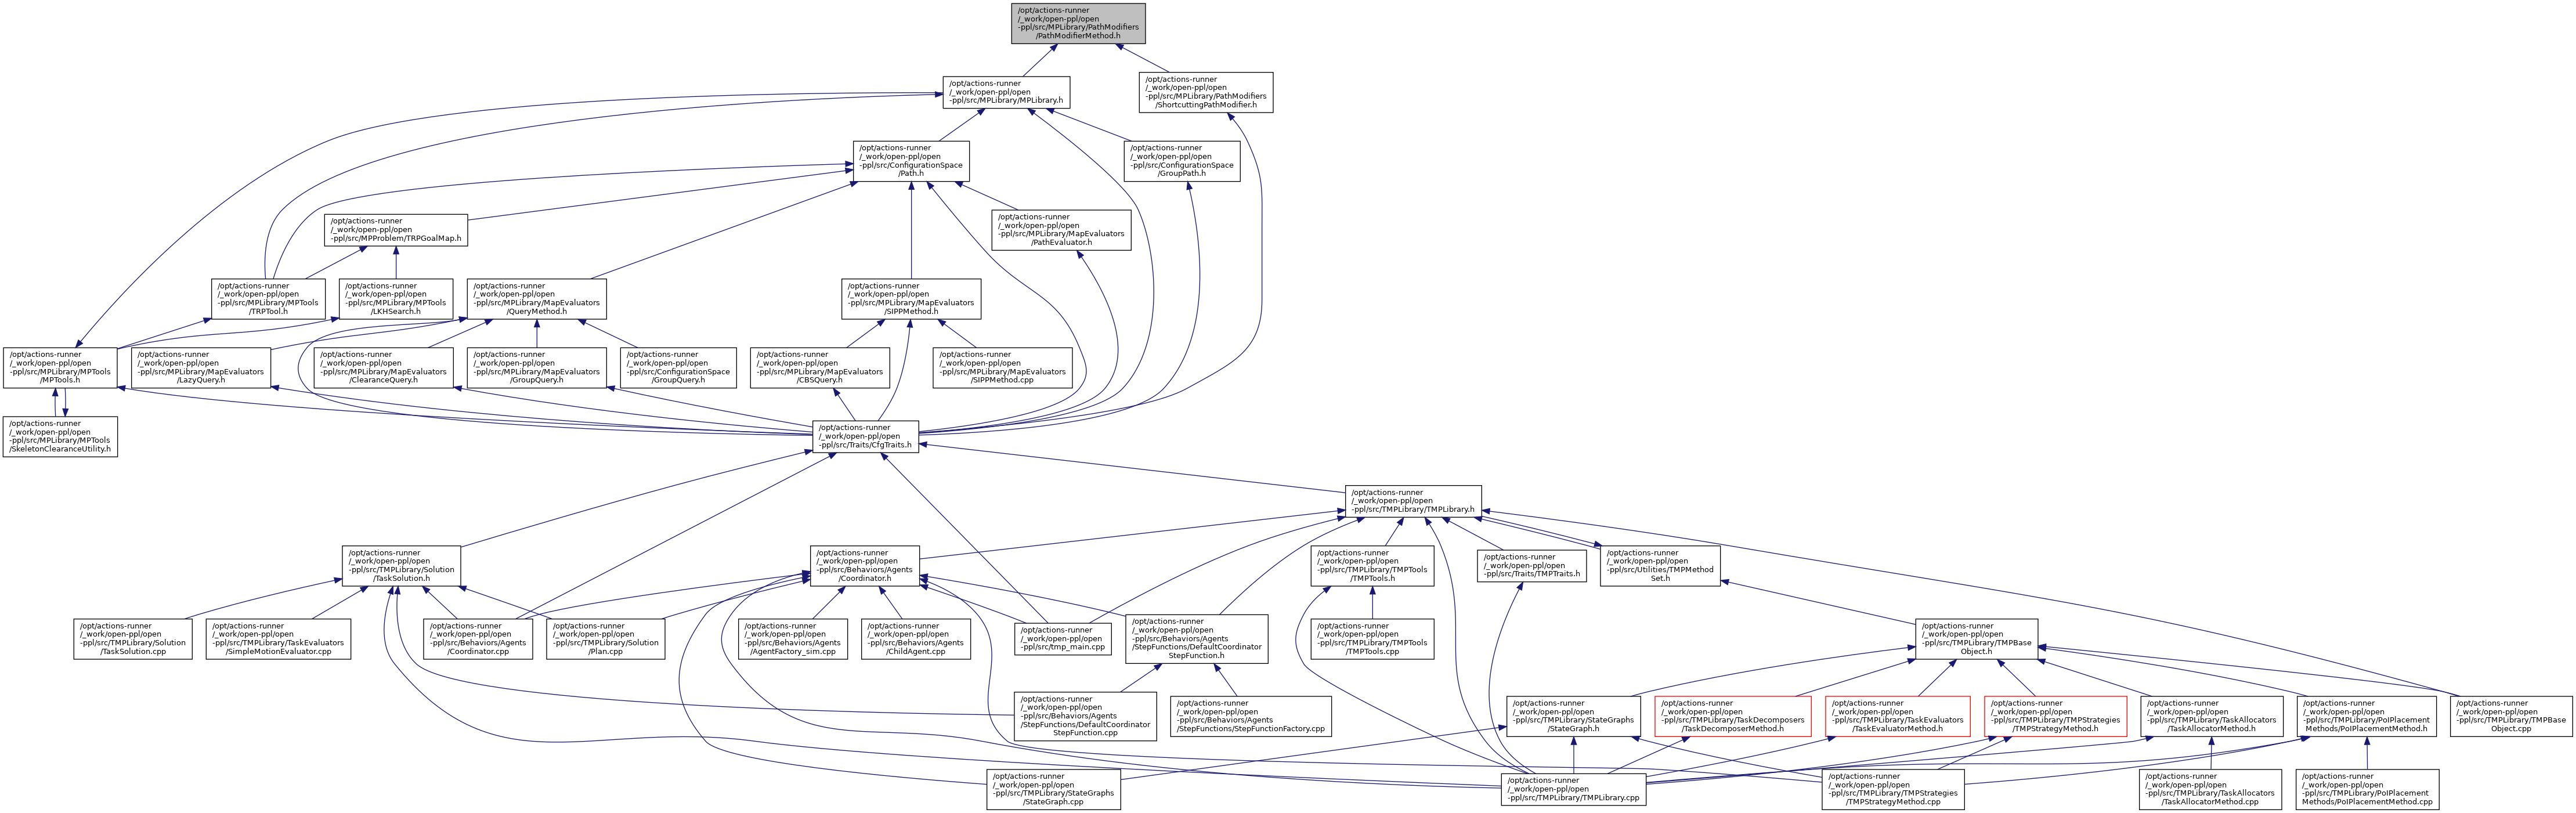 /opt/actions-runner
/_work/open-ppl/open
-ppl/src/MPLibrary/PathModifiers
/PathModifierMethod.h
/opt/actions-runner
/_work/open-ppl/open
-ppl/src/MPLibrary/MPLibrary.h
/opt/actions-runner
/_work/open-ppl/open
-ppl/src/MPLibrary/PathModifiers
/ShortcuttingPathModifier.h
/opt/actions-runner
/_work/open-ppl/open
-ppl/src/ConfigurationSpace
/Path.h
/opt/actions-runner
/_work/open-ppl/open
-ppl/src/ConfigurationSpace
/GroupPath.h
/opt/actions-runner
/_work/open-ppl/open
-ppl/src/MPProblem/TRPGoalMap.h
/opt/actions-runner
/_work/open-ppl/open
-ppl/src/MPLibrary/MapEvaluators
/PathEvaluator.h
/opt/actions-runner
/_work/open-ppl/open
-ppl/src/MPLibrary/MPTools
/TRPTool.h
/opt/actions-runner
/_work/open-ppl/open
-ppl/src/MPLibrary/MPTools
/LKHSearch.h
/opt/actions-runner
/_work/open-ppl/open
-ppl/src/MPLibrary/MapEvaluators
/QueryMethod.h
/opt/actions-runner
/_work/open-ppl/open
-ppl/src/MPLibrary/MapEvaluators
/SIPPMethod.h
/opt/actions-runner
/_work/open-ppl/open
-ppl/src/MPLibrary/MPTools
/MPTools.h
/opt/actions-runner
/_work/open-ppl/open
-ppl/src/MPLibrary/MapEvaluators
/LazyQuery.h
/opt/actions-runner
/_work/open-ppl/open
-ppl/src/MPLibrary/MapEvaluators
/ClearanceQuery.h
/opt/actions-runner
/_work/open-ppl/open
-ppl/src/MPLibrary/MapEvaluators
/GroupQuery.h
/opt/actions-runner
/_work/open-ppl/open
-ppl/src/ConfigurationSpace
/GroupQuery.h
/opt/actions-runner
/_work/open-ppl/open
-ppl/src/MPLibrary/MapEvaluators
/CBSQuery.h
/opt/actions-runner
/_work/open-ppl/open
-ppl/src/MPLibrary/MapEvaluators
/SIPPMethod.cpp
/opt/actions-runner
/_work/open-ppl/open
-ppl/src/MPLibrary/MPTools
/SkeletonClearanceUtility.h
/opt/actions-runner
/_work/open-ppl/open
-ppl/src/Traits/CfgTraits.h
/opt/actions-runner
/_work/open-ppl/open
-ppl/src/TMPLibrary/TMPLibrary.h
/opt/actions-runner
/_work/open-ppl/open
-ppl/src/TMPLibrary/Solution
/TaskSolution.h
/opt/actions-runner
/_work/open-ppl/open
-ppl/src/Behaviors/Agents
/Coordinator.h
/opt/actions-runner
/_work/open-ppl/open
-ppl/src/TMPLibrary/TMPTools
/TMPTools.h
/opt/actions-runner
/_work/open-ppl/open
-ppl/src/Traits/TMPTraits.h
/opt/actions-runner
/_work/open-ppl/open
-ppl/src/Utilities/TMPMethod
Set.h
/opt/actions-runner
/_work/open-ppl/open
-ppl/src/TMPLibrary/Solution
/TaskSolution.cpp
/opt/actions-runner
/_work/open-ppl/open
-ppl/src/TMPLibrary/TaskEvaluators
/SimpleMotionEvaluator.cpp
/opt/actions-runner
/_work/open-ppl/open
-ppl/src/Behaviors/Agents
/Coordinator.cpp
/opt/actions-runner
/_work/open-ppl/open
-ppl/src/TMPLibrary/Solution
/Plan.cpp
/opt/actions-runner
/_work/open-ppl/open
-ppl/src/Behaviors/Agents
/AgentFactory_sim.cpp
/opt/actions-runner
/_work/open-ppl/open
-ppl/src/Behaviors/Agents
/ChildAgent.cpp
/opt/actions-runner
/_work/open-ppl/open
-ppl/src/tmp_main.cpp
/opt/actions-runner
/_work/open-ppl/open
-ppl/src/Behaviors/Agents
/StepFunctions/DefaultCoordinator
StepFunction.h
/opt/actions-runner
/_work/open-ppl/open
-ppl/src/TMPLibrary/TMPTools
/TMPTools.cpp
/opt/actions-runner
/_work/open-ppl/open
-ppl/src/TMPLibrary/TMPBase
Object.h
/opt/actions-runner
/_work/open-ppl/open
-ppl/src/Behaviors/Agents
/StepFunctions/DefaultCoordinator
StepFunction.cpp
/opt/actions-runner
/_work/open-ppl/open
-ppl/src/Behaviors/Agents
/StepFunctions/StepFunctionFactory.cpp
/opt/actions-runner
/_work/open-ppl/open
-ppl/src/TMPLibrary/StateGraphs
/StateGraph.h
/opt/actions-runner
/_work/open-ppl/open
-ppl/src/TMPLibrary/TaskDecomposers
/TaskDecomposerMethod.h
/opt/actions-runner
/_work/open-ppl/open
-ppl/src/TMPLibrary/TaskEvaluators
/TaskEvaluatorMethod.h
/opt/actions-runner
/_work/open-ppl/open
-ppl/src/TMPLibrary/TMPStrategies
/TMPStrategyMethod.h
/opt/actions-runner
/_work/open-ppl/open
-ppl/src/TMPLibrary/TaskAllocators
/TaskAllocatorMethod.h
/opt/actions-runner
/_work/open-ppl/open
-ppl/src/TMPLibrary/PoIPlacement
Methods/PoIPlacementMethod.h
/opt/actions-runner
/_work/open-ppl/open
-ppl/src/TMPLibrary/TMPBase
Object.cpp
/opt/actions-runner
/_work/open-ppl/open
-ppl/src/TMPLibrary/StateGraphs
/StateGraph.cpp
/opt/actions-runner
/_work/open-ppl/open
-ppl/src/TMPLibrary/TMPLibrary.cpp
/opt/actions-runner
/_work/open-ppl/open
-ppl/src/TMPLibrary/TMPStrategies
/TMPStrategyMethod.cpp
/opt/actions-runner
/_work/open-ppl/open
-ppl/src/TMPLibrary/TaskAllocators
/TaskAllocatorMethod.cpp
/opt/actions-runner
/_work/open-ppl/open
-ppl/src/TMPLibrary/PoIPlacement
Methods/PoIPlacementMethod.cpp